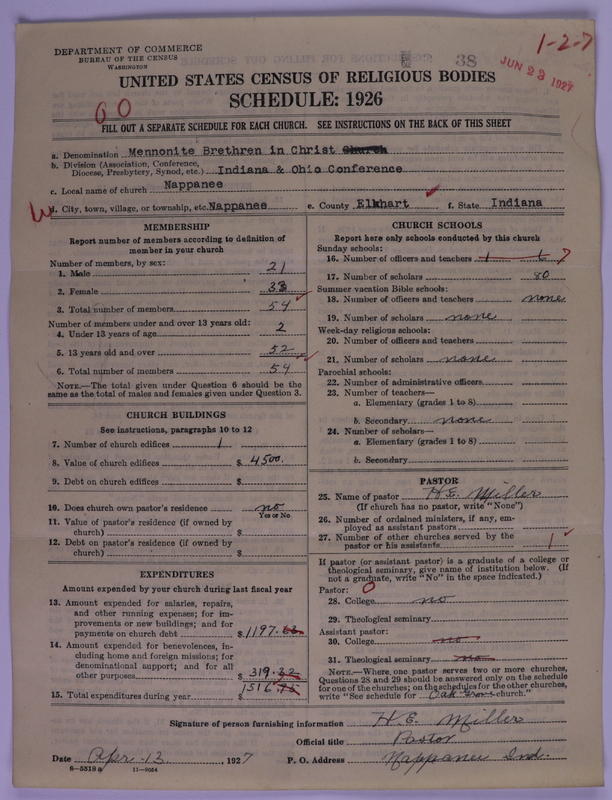 DEPARTMENT OF COMMERCE
BUREAU OF THE CENSUS
WASHINGTON
38
JUN 23 1927
1-2-7
UNITED STATES CENSUS OF RELIGIOUS BODIES
SCHEDULE: 1926
60
FILL OUT A SEPARATE SCHEDULE FOR EACH CHURCH. SEE INSTRUCTIONS ON THE BACK OF THIS SHEET
a. Denomination Mennonite Brethren in Christ Church
b. Division (Association, Conference, Diocese, Presbytery, Synod, etc.) Indiana & Ohio Conference
c. Local name of church Nappanee
d. City, town, village, or township, etc. Nappanee e. County Elkhart f. State Indiana
MEMBERSHIP
Report number of members according to definition of
member in your church
Number of members, by sex:
1. Male 21
2. Female 33
3. Total number of members 54
Number of members under and over 13 years old:
4. Under 13 years of age 2
5. 13 years old and over 52
6. Total number of members 54
NOTE.—The total given under Question 6 should be
same as the total of males and females given under Question 3.
CHURCH BUILDINGS
See instructions, paragraphs 10 to 12
7. Number of church edifices 1
8. Value of church edifices $ 4500.
9. Debt on church edifices $
10. Does church own pastor's residence? no
Yes or No
11. Value of pastor's residence (if owned by
church) $
12. Debt on pastor's residence (if owned by
church) $
EXPENDITURES
Amount expended by your church during last fiscal year
13. Amount expended for salaries, repairs,
and other running expenses; for im-
provements or new buildings; and for
payments on church debt $ 1197.
14. Amount expended for benevolences, in-
cluding home and foreign missions; for
denominational support; and for all
other purposes 319.32
15. Total expenditures during year $ 1516.75
CHURCH SCHOOLS
Report here only schools conducted by this church
Sunday schools:
16. Number of officers and teachers 1 6 7
17. Number of scholars 80
Summer vacation Bible schools:
18. Number of officers and teachers none
19. Number of scholars none
Week-day religious schools:
20. Number of officers and teachers
21. Number of scholars none
Parochial schools:
22. Number of administrative officers
23. Number of teachers—
a. Elementary (grades 1 to 8)
b. Secondary none
24. Number of scholars—
a. Elementary (grades 1 to 8)
b. Secondary
PASTOR
25. Name of pastor H.E. Miller
(If church has no pastor, write "None")
26. Number of ordained ministers, if any, em-
ployed as assistant pastors
27. Number of other churches served by the
pastor or his assistants 1
If pastor (or assistant pastor) is a graduate of a college or
theological seminary, give name of institution below. (If
not a graduate, write "No" in the space indicated.)
Pastor: 0
28. College no
29. Theological seminary
Assistant pastor:
30. College no
31. Theological seminary no
NOTE.—Where one pastor serves two or more churches,
Questions 28 and 29 should be answered only on the schedule
for one of the churches; on the schedules for the other churches,
write "See schedule for Oak Grove church."
Signature of person furnishing information H.E. Miller
Official title Pastor
Date Apr. 13, 1927 P. O. Address Nappanee Ind.
8-5318a 11-9054